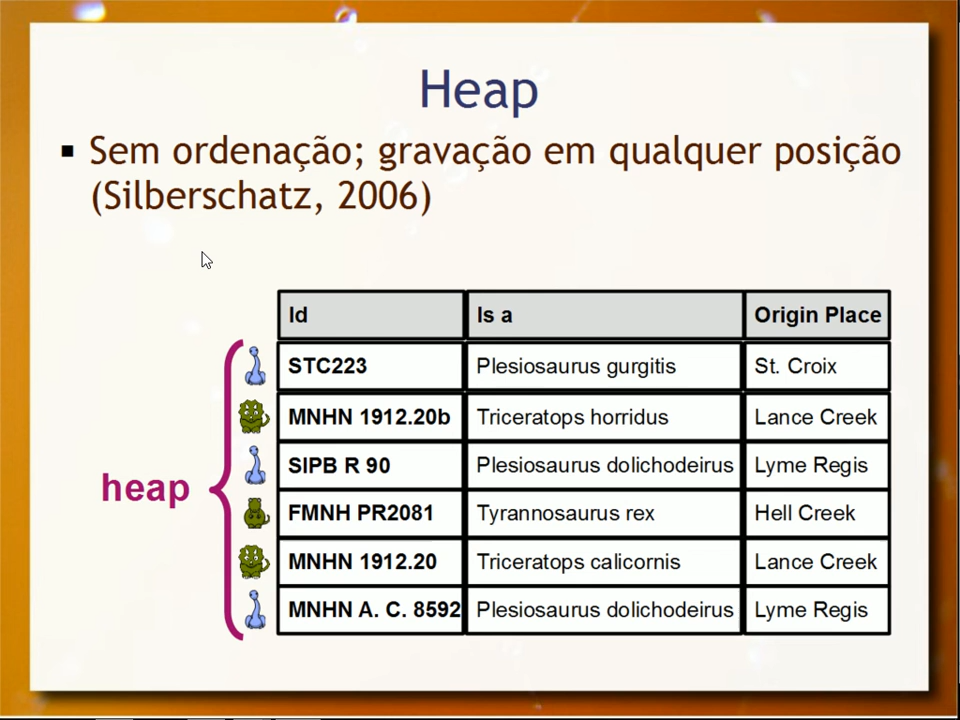 Heap
▪ Sem ordenação; gravação em qualquer posição
(Silberschatz, 2006)
Id Is a Origin Place
STC223 Plesiosaurus gurgitis St. Croix
MNHN 1912.20b Triceratops horridus Lance Creek
SIPB R 90 Plesiosaurus dolichodeirus Lyme Regis
heap
FMNH PR2081 Tyrannosaurus rex Hell Creek
MNHN 1912.20 Triceratops calicornis Lance Creek
MNHN A. C. 8592 Plesiosaurus dolichodeirus Lyme Regis